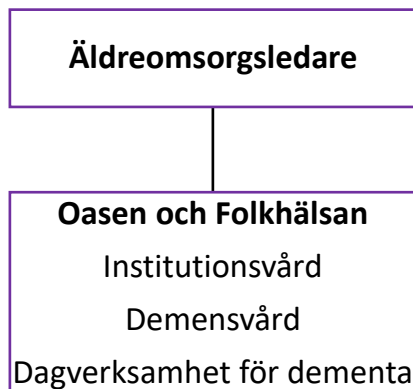 Äldreomsorgsledare
Oasen och Folkhälsan
Institutionsvård
Demensvård
Dagverksamhet för dementa